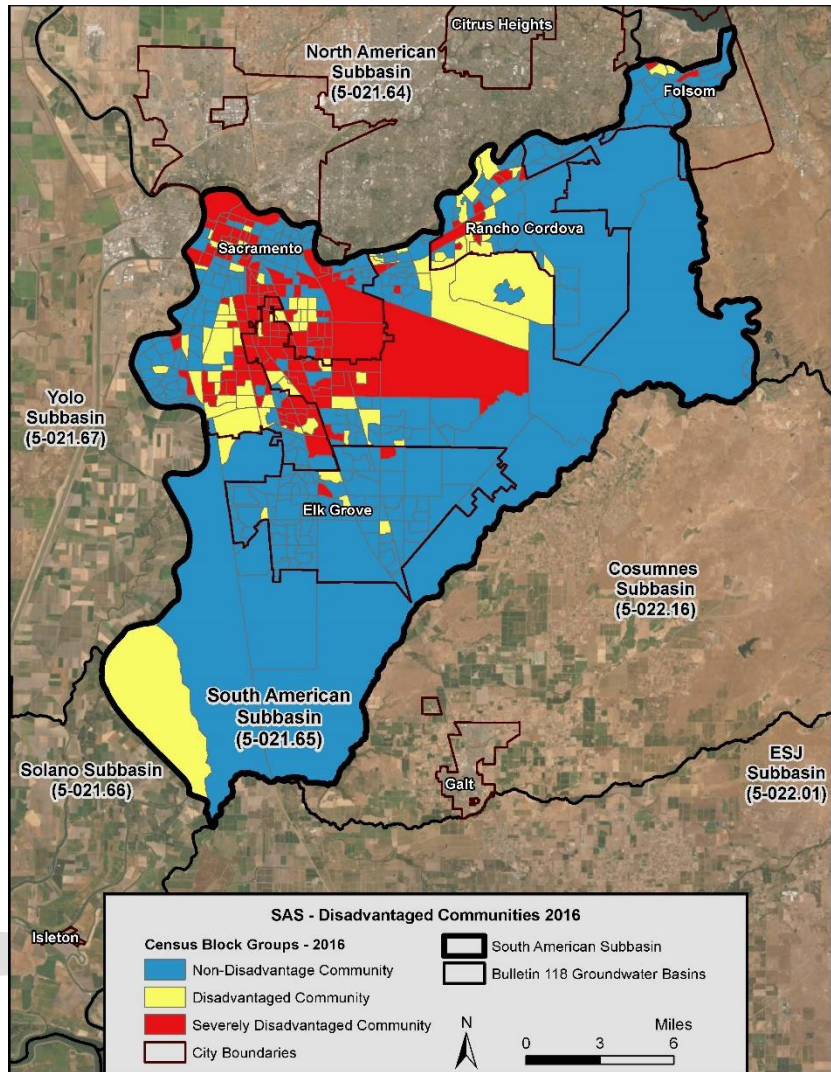 Citrus Heights
North American
Subbasin
(5-021.64)
Folsom
Rancho Cordova
Sacramento
Yolo
Subbasin
(5-021.67)
Elk Grove
Cosumnes
Subbasin
(5-022.16)
South American
Subbasin
(5-021.65)
Solano Subbasin
(5-021.66)
Galt
ESJ
Subbasin
(5-022.01)
Isleton
SAS - Disadvantaged Communities 2016
Census Block Groups - 2016
Non-Disadvantage Community
Disadvantaged Community
Severely Disadvantaged Community
City Boundaries
South American Subbasin
Bulletin 118 Groundwater Basins
N
Miles
0 3 6